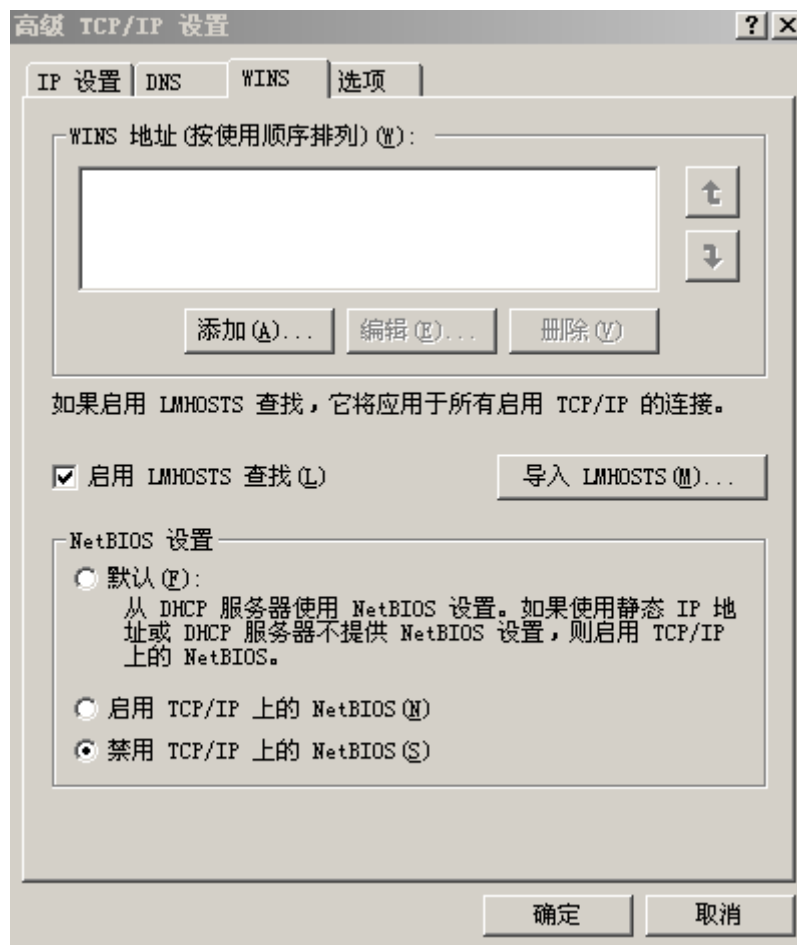 高级 TCP/IP 设置
IP 设置 DNS WINS 选项
WINS 地址(按使用顺序排列)(W):
添加(A)... 编辑(E)... 删除(V)
如果启用 LMHOSTS 查找，它将应用于所有启用 TCP/IP 的连接。
启用 LMHOSTS 查找(L) 导入 LMHOSTS(M)...
NetBIOS 设置
默认(F):
从 DHCP 服务器使用 NetBIOS 设置。如果使用静态 IP 地
址或 DHCP 服务器不提供 NetBIOS 设置，则启用 TCP/IP
上的 NetBIOS。
启用 TCP/IP 上的 NetBIOS(N)
禁用 TCP/IP 上的 NetBIOS(S)
确定 取消